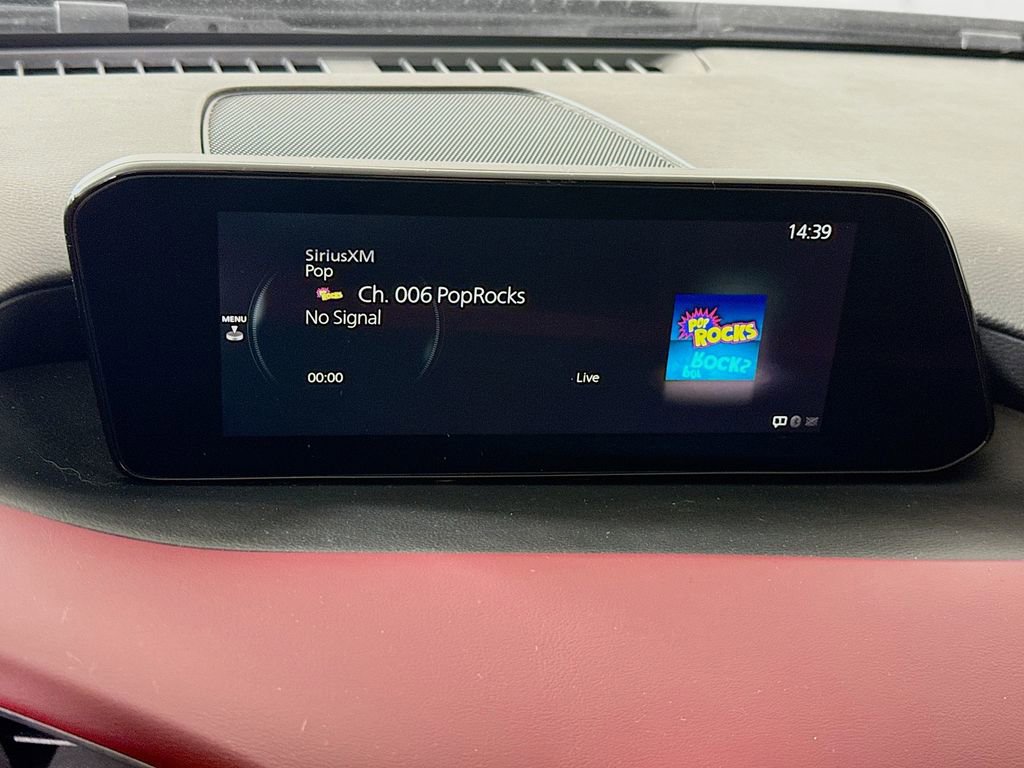 14:39
SiriusXM
Pop
Ch. 006 PopRocks
No Signal
MENU
POP
ROCKS
00:00
Live